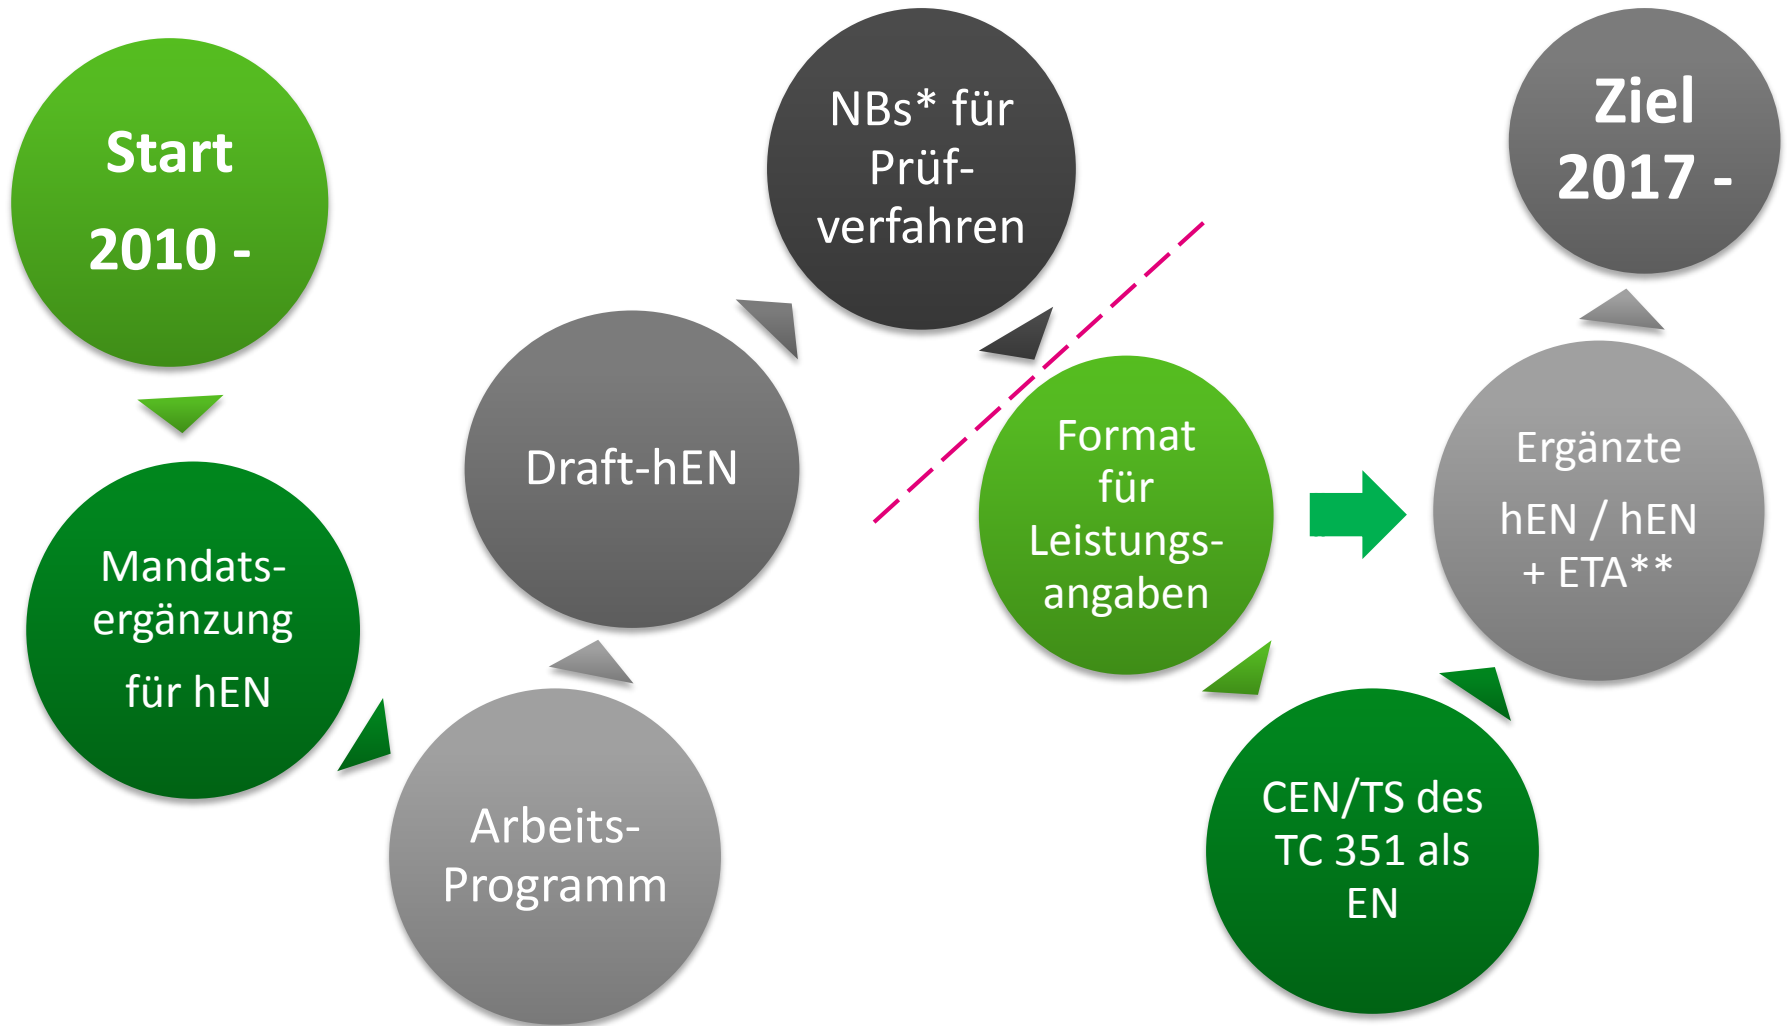 Start
2010 -
Mandats-
ergänzung
für hEN
Arbeits-
Programm
Draft-hEN
NBs* für
Prüf-
verfahren
Format
für
Leistungs-
angaben
CEN/TS des
TC 351 als
EN
Ergänzte
hEN / hEN
+ ETA**
Ziel
2017 -